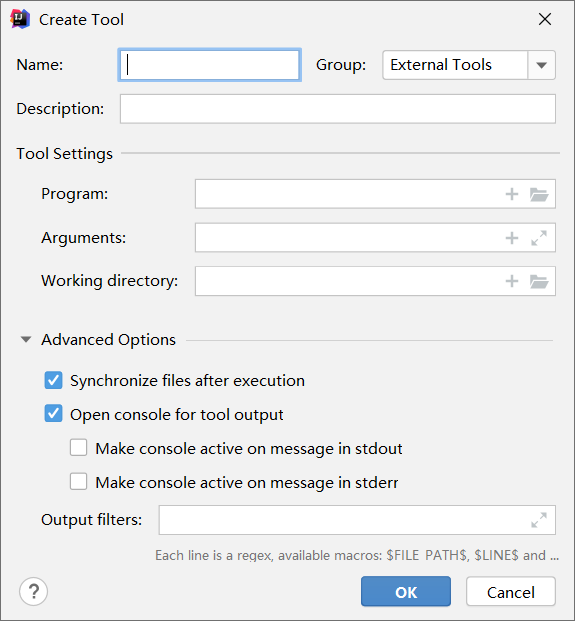 Create Tool
Name: Group: External Tools
Description:
Tool Settings
Program:
Arguments:
Working directory:
Advanced Options
Synchronize files after execution
Open console for tool output
Make console active on message in stdout
Make console active on message in stderr
Output filters:
Each line is a regex, available macros: $FILE_PATH$, $LINE$ and ...
? OK Cancel